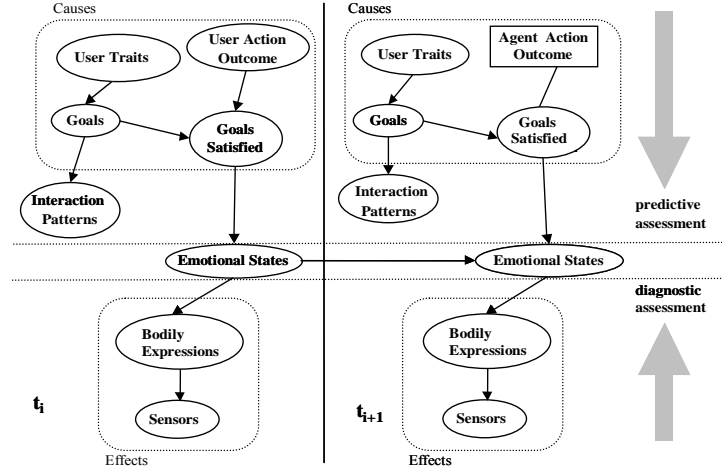 Causes
User Traits
User Action
Outcome
Goals
Goals
Satisfied
Interaction
Patterns
Emotional States
Bodily
Expressions
Sensors
t_i
Effects
Causes
User Traits
Agent Action
Outcome
Goals
Goals
Satisfied
Interaction
Patterns
Emotional States
Bodily
Expressions
Sensors
t_{i+1}
Effects
predictive
assessment
diagnostic
assessment